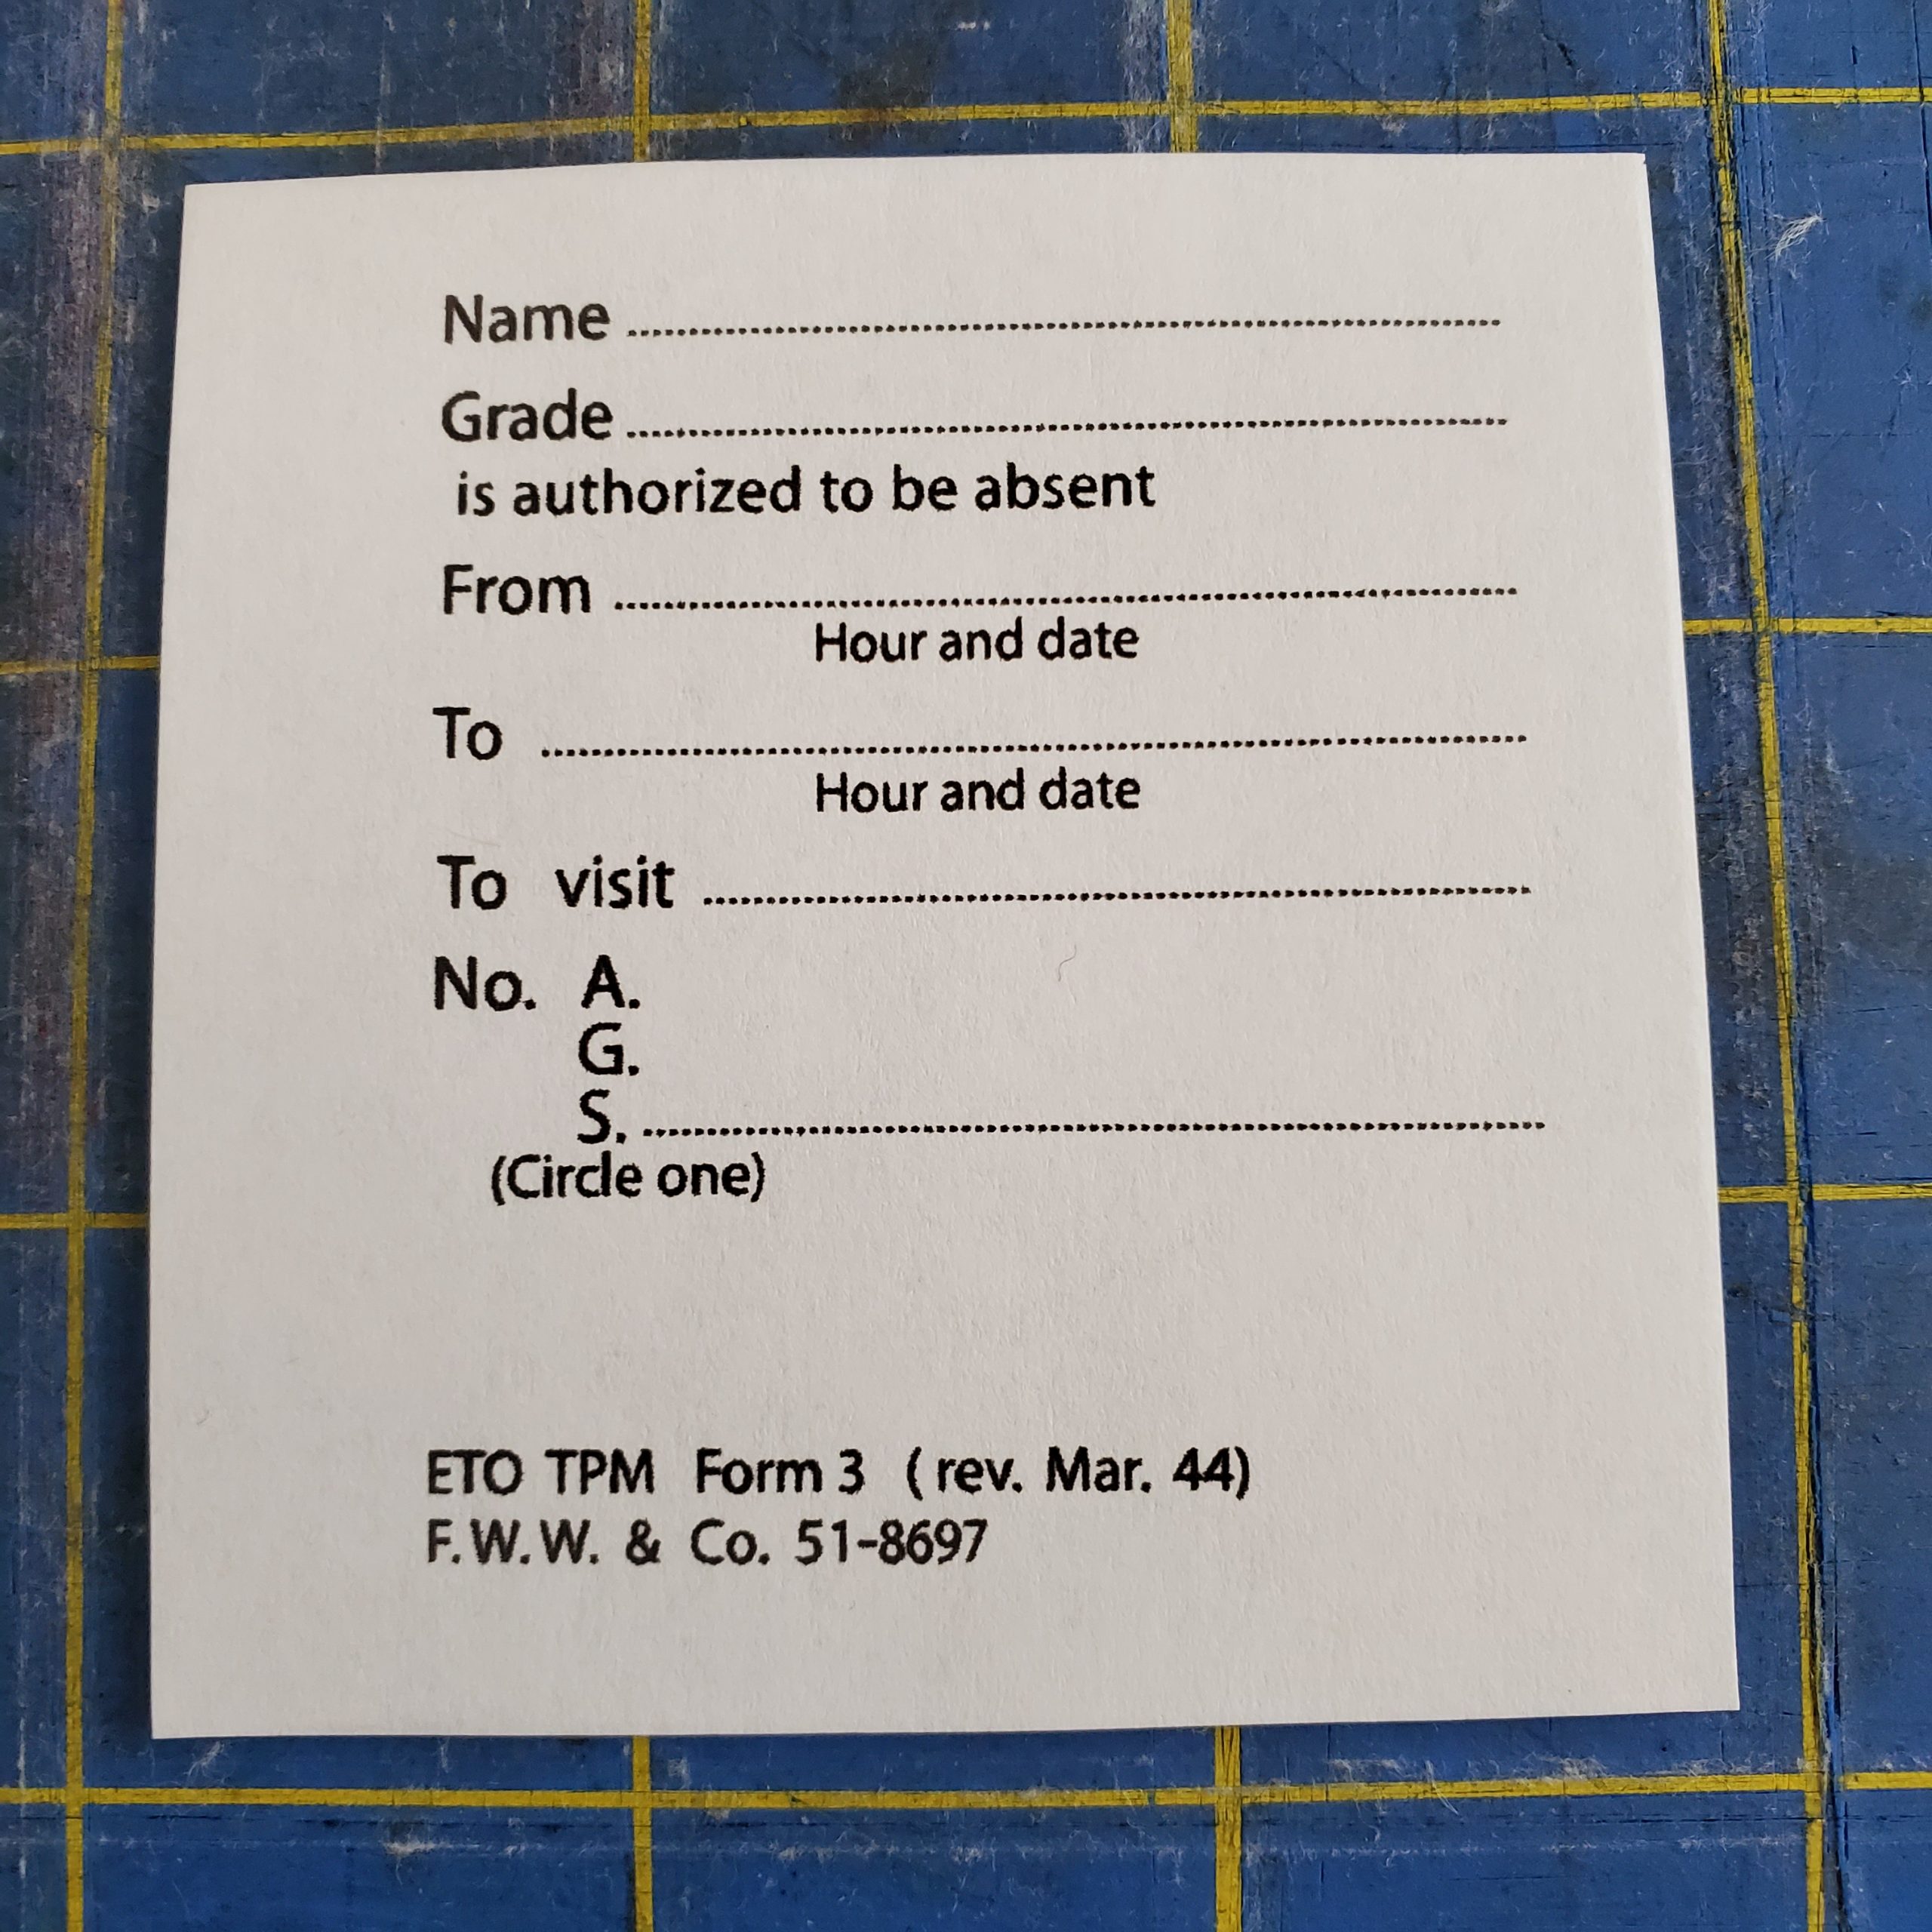 Name ........................................
Grade ........................................
is authorized to be absent
From ........................................
Hour and date
To ........................................
Hour and date
To visit ........................................
No. A.
G.
S. ........................................
(Circle one)
ETO TPM Form 3 ( rev. Mar. 44)
F. W. W. & Co. 51-8697